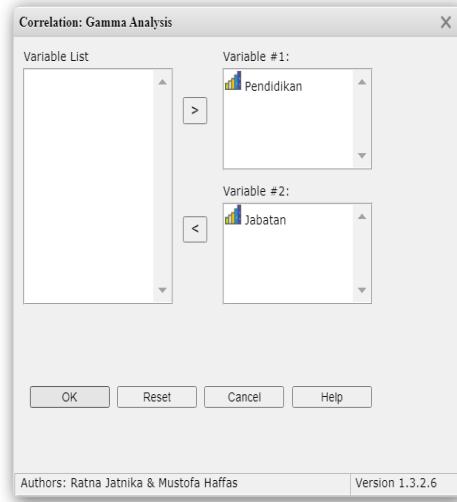 Correlation: Gamma Analysis
Variable List
Variable #1:
Pendidikan
>
Variable #2:
Jabatan
<
OK Reset Cancel Help
Authors: Ratna Jatnika & Mustofa Haffas Version 1.3.2.6